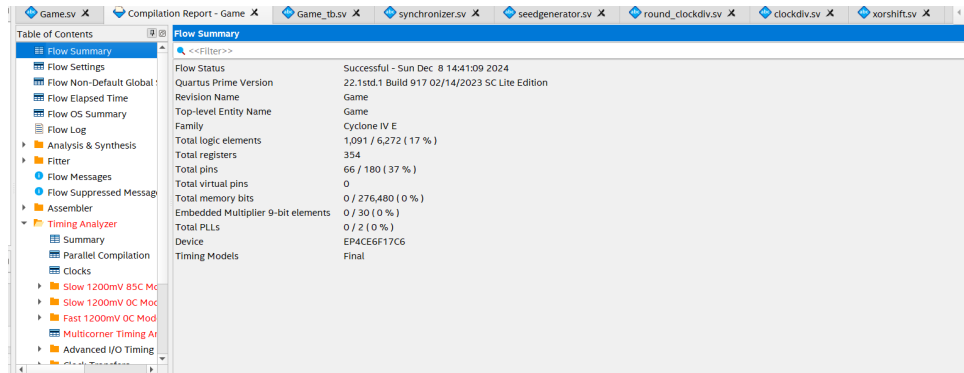 Game.sv X Compilation Report - Game X Game_tb.sv X synchronizer.sv X seedgenerator.sv X round_clockdiv.sv X clockdiv.sv X xorshift.sv X
Table of Contents
Flow Summary
Flow Settings
Flow Non-Default Global
Flow Elapsed Time
Flow OS Summary
Flow Log
Analysis & Synthesis
Fitter
Flow Messages
Flow Suppressed Messag
Assembler
Timing Analyzer
Summary
Parallel Compilation
Clocks
Slow 1200mV 85C Mo
Slow 1200mV 0C Mod
Fast 1200mV 0C Mod
Multicorner Timing An
Advanced I/O Timing
Clock Transfers
Flow Summary
<<Filter>>
Flow Status Successful - Sun Dec 8 14:41:09 2024
Quartus Prime Version 22.1std.1 Build 917 02/14/2023 SC Lite Edition
Revision Name Game
Top-level Entity Name Game
Family Cyclone IV E
Total logic elements 1,091 / 6,272 ( 17 % )
Total registers 354
Total pins 66 / 180 ( 37 % )
Total virtual pins 0
Total memory bits 0 / 276,480 ( 0 % )
Embedded Multiplier 9-bit elements 0 / 30 ( 0 % )
Total PLLs 0 / 2 ( 0 % )
Device EP4CE6F17C6
Timing Models Final